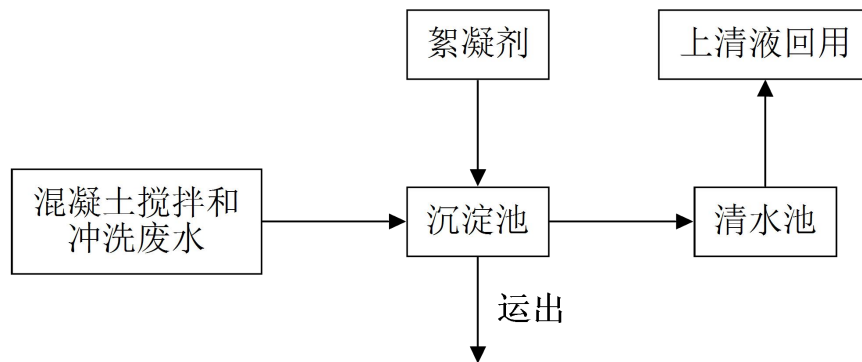 絮凝剂
上清液回用
混凝土搅拌和
冲洗废水
沉淀池
清水池
运出